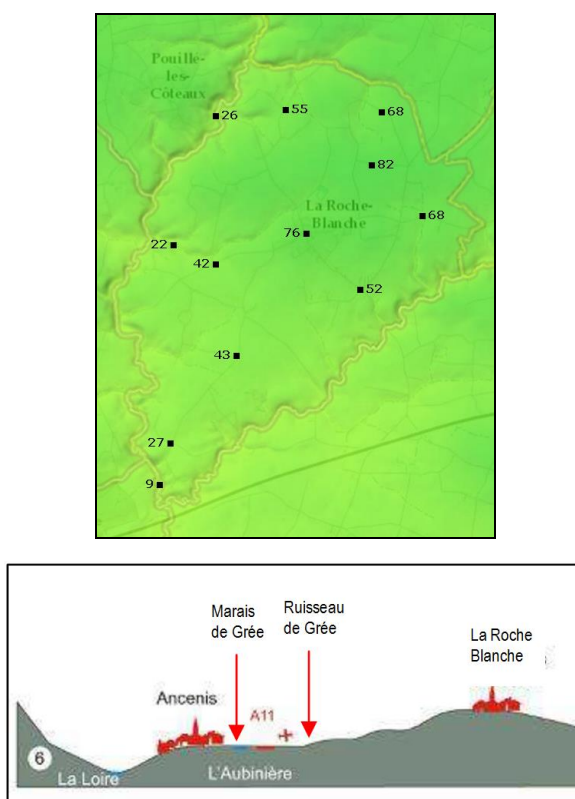 Pouillé-
les-
Côteaux
26
55
68
82
La Roche-
Blanche
68
76
22
42
52
43
27
9
Marais
de Grée
Ruisseau
de Grée
La Roche
Blanche
Ancenis
A11
6
La Loire
L'Aubinière